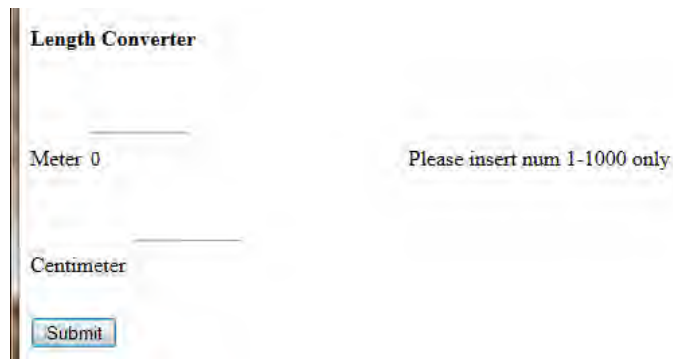 Length Converter
Meter 0 Please insert num 1-1000 only
Centimeter
Submit